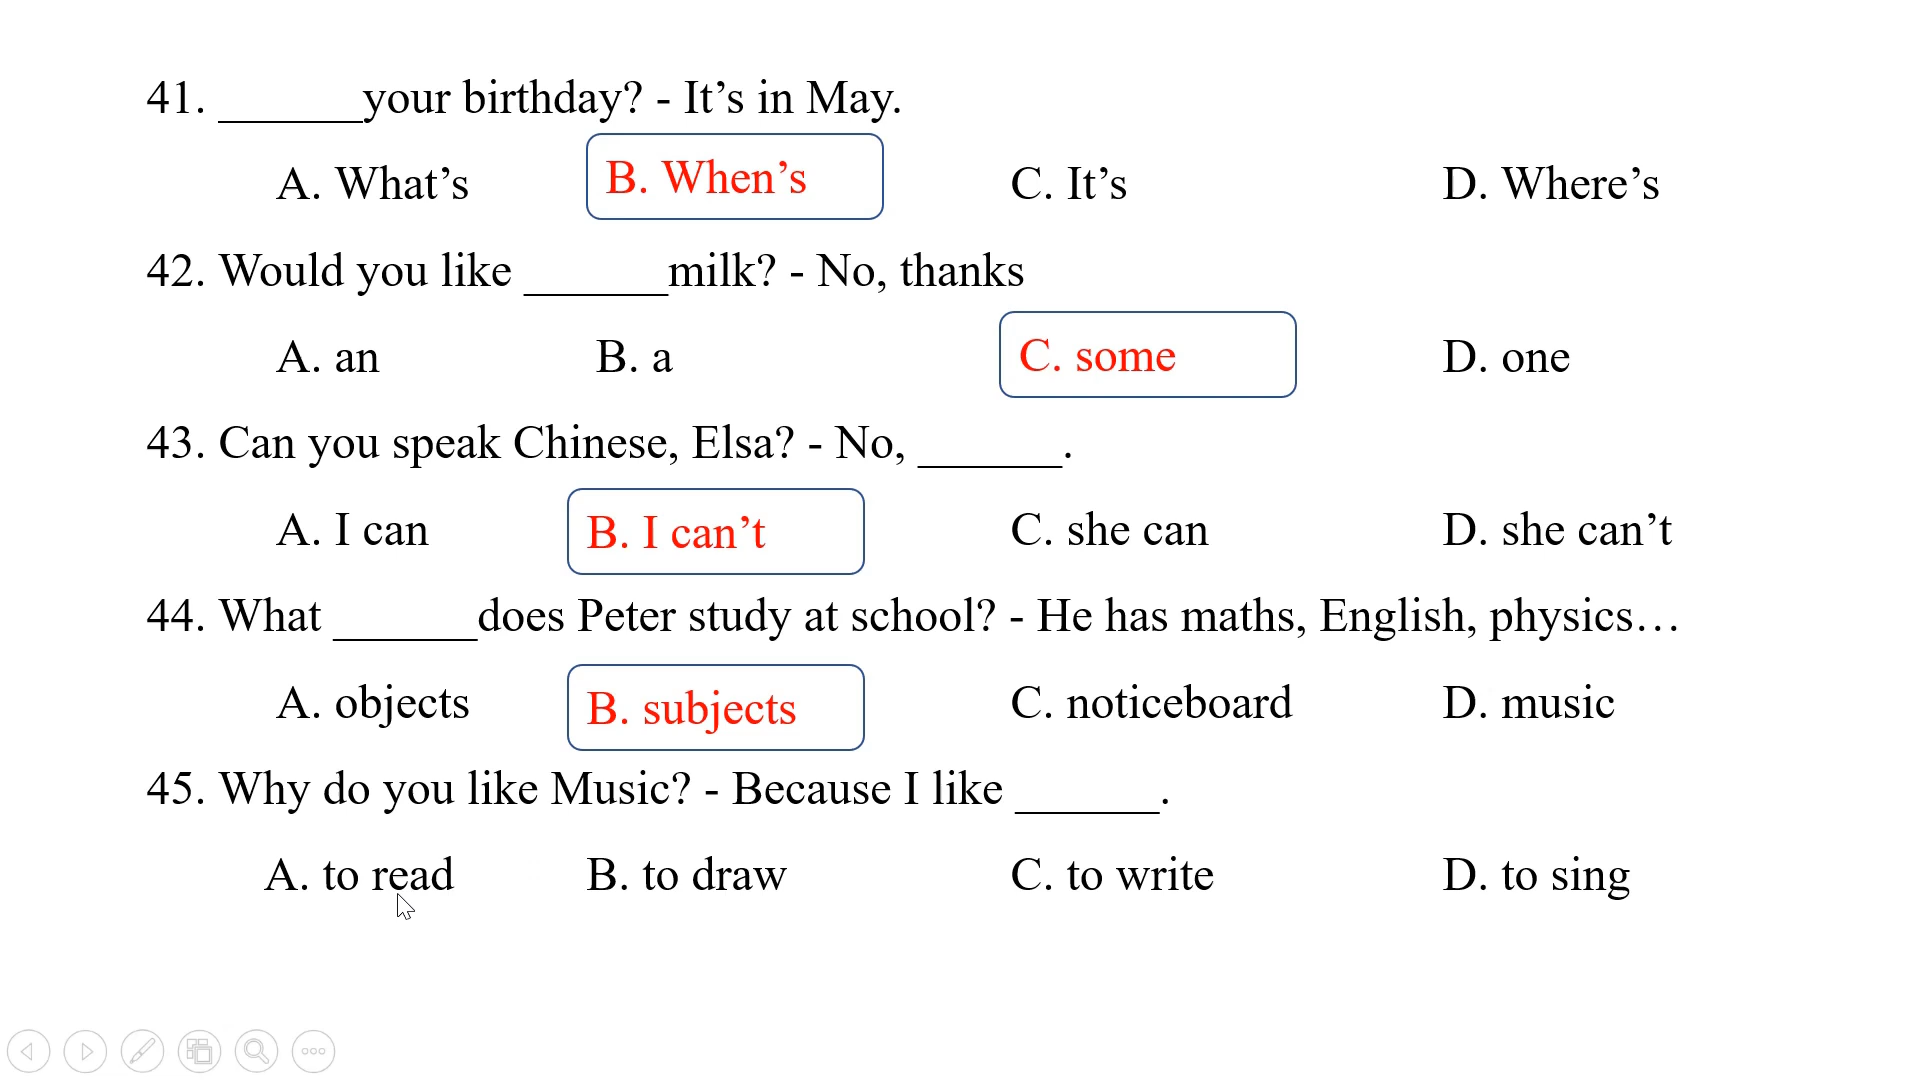 41. ______your birthday? - It’s in May.
A. What’s B. When’s C. It’s D. Where’s
42. Would you like ______milk? - No, thanks
A. an B. a C. some D. one
43. Can you speak Chinese, Elsa? - No, ______.
A. I can B. I can’t C. she can D. she can’t
44. What ______does Peter study at school? - He has maths, English, physics…
A. objects B. subjects C. noticeboard D. music
45. Why do you like Music? - Because I like ______.
A. to read B. to draw C. to write D. to sing